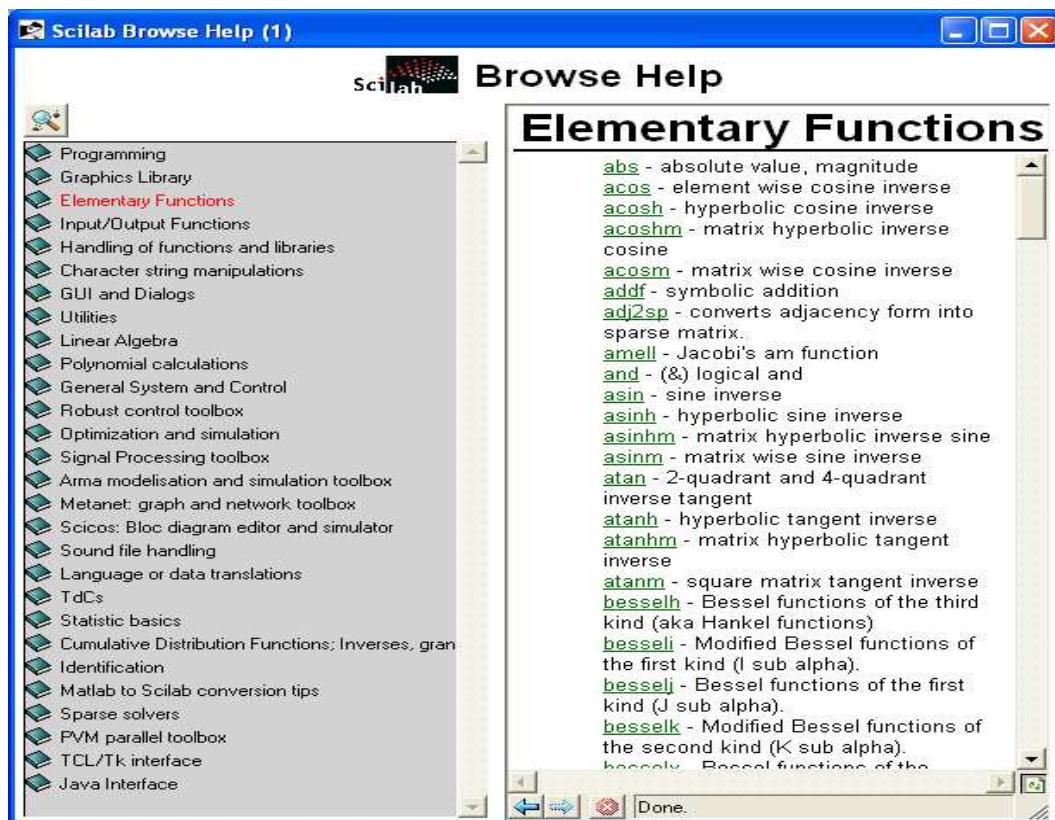 Scilab Browse Help (1)
Scilab Browse Help
Programming
Graphics Library
Elementary Functions
Input/Output Functions
Handling of functions and libraries
Character string manipulations
GUI and Dialogs
Utilities
Linear Algebra
Polynomial calculations
General System and Control
Robust control toolbox
Optimization and simulation
Signal Processing toolbox
Arma modelisation and simulation toolbox
Metanet: graph and network toolbox
Scicos: Bloc diagram editor and simulator
Sound file handling
Language or data translations
TdCs
Statistic basics
Cumulative Distribution Functions; Inverses, gran
Identification
Matlab to Scilab conversion tips
Sparse solvers
PVM parallel toolbox
TCL/Tk interface
Java Interface
Elementary Functions
abs - absolute value, magnitude
acos - element wise cosine inverse
acosh - hyperbolic cosine inverse
acoshm - matrix hyperbolic inverse
cosine
acosm - matrix wise cosine inverse
addf - symbolic addition
adj2sp - converts adjacency form into
sparse matrix.
amell - Jacobi's am function
and - (&) logical and
asin - sine inverse
asinh - hyperbolic sine inverse
asinhm - matrix hyperbolic inverse sine
asinm - matrix wise sine inverse
atan - 2-quadrant and 4-quadrant
inverse tangent
atanh - hyperbolic tangent inverse
atanhm - matrix hyperbolic tangent
inverse
atanm - square matrix tangent inverse
besselh - Bessel functions of the third
kind (aka Hankel functions)
besseli - Modified Bessel functions of
the first kind (I sub alpha).
besselj - Bessel functions of the first
kind (J sub alpha).
besselk - Modified Bessel functions of
the second kind (K sub alpha).
bessely - Bessel functions of the
Done.